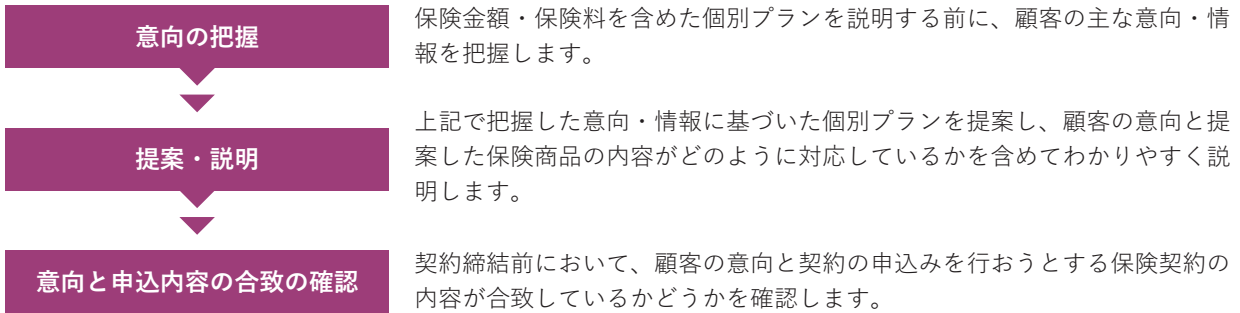 意向の把握
保険金額・保険料を含めた個別プランを説明する前に、顧客の主な意向・情
報を把握します。
提案・説明
上記で把握した意向・情報に基づいた個別プランを提案し、顧客の意向と提
案した保険商品の内容がどのように対応しているかを含めてわかりやすく説
明します。
意向と申込内容の合致の確認
契約締結前において、顧客の意向と契約の申込みを行おうとする保険契約の
内容が合致しているかどうかを確認します。